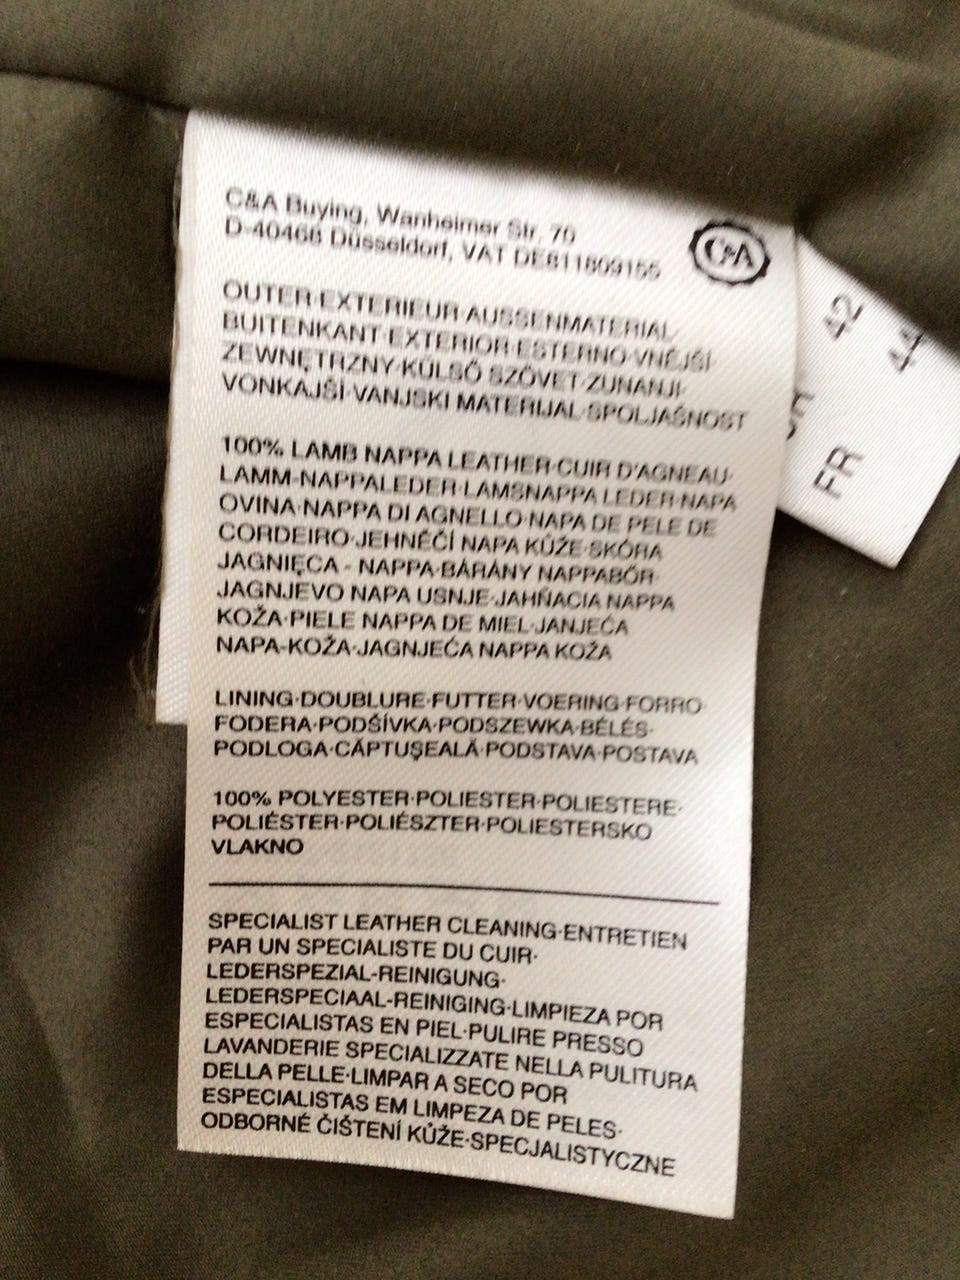 C&A Buying, Wanheimer Str. 70
D-40468 Düsseldorf, VAT DE811809155
C&A
OUTER·EXTERIEUR·AUSSENMATERIAL·
BUITENKANT·EXTERIOR·ESTERNO·VNĚJŠÍ·
ZEWNĘTRZNY·KÜLSŐ SZÖVET·ZUNANJI·
VONKAJŠÍ·VANJSKI MATERIJAL·SPOLJAŠNOST
100% LAMB NAPPA LEATHER·CUIR D'AGNEAU·
LAMM-NAPPALEDER·LAMSNAPPA LEDER·NAPA
OVINA·NAPPA DI AGNELLO·NAPA DE PELE DE
CORDEIRO·JEHNĚČÍ NAPA KŮŽE·SKÓRA
JAGNIĘCA - NAPPA·BÁRÁNY NAPPABŐR·
JAGNJEVO NAPA USNJE·JAHŇACIA NAPPA
KOŽA·PIELE NAPPA DE MIEL·JANJEĆA
NAPA-KOŽA·JAGNJEĆA NAPPA KOŽA
LINING·DOUBLURE·FUTTER·VOERING·FORRO·
FODERA·PODŠÍVKA·PODSZEWKA·BÉLÉS·
PODLOGA·CĂPTUŞEALĂ·PODSTAVA·POSTAVA
100% POLYESTER·POLIESTER·POLIESTERE·
POLIÉSTER·POLIÉSZTER·POLIESTERSKO
VLAKNO
SPECIALIST LEATHER CLEANING·ENTRETIEN
PAR UN SPECIALISTE DU CUIR·
LEDERSPEZIAL-REINIGUNG·
LEDERSPECIAAL-REINIGING·LIMPIEZA POR
ESPECIALISTAS EN PIEL·PULIRE PRESSO
LAVANDERIE SPECIALIZZATE NELLA PULITURA
DELLA PELLE·LIMPAR A SECO POR
ESPECIALISTAS EM LIMPEZA DE PELES·
ODBORNÉ ČIŠTENÍ KŮŽE·SPECJALISTYCZNE
42
FR
44